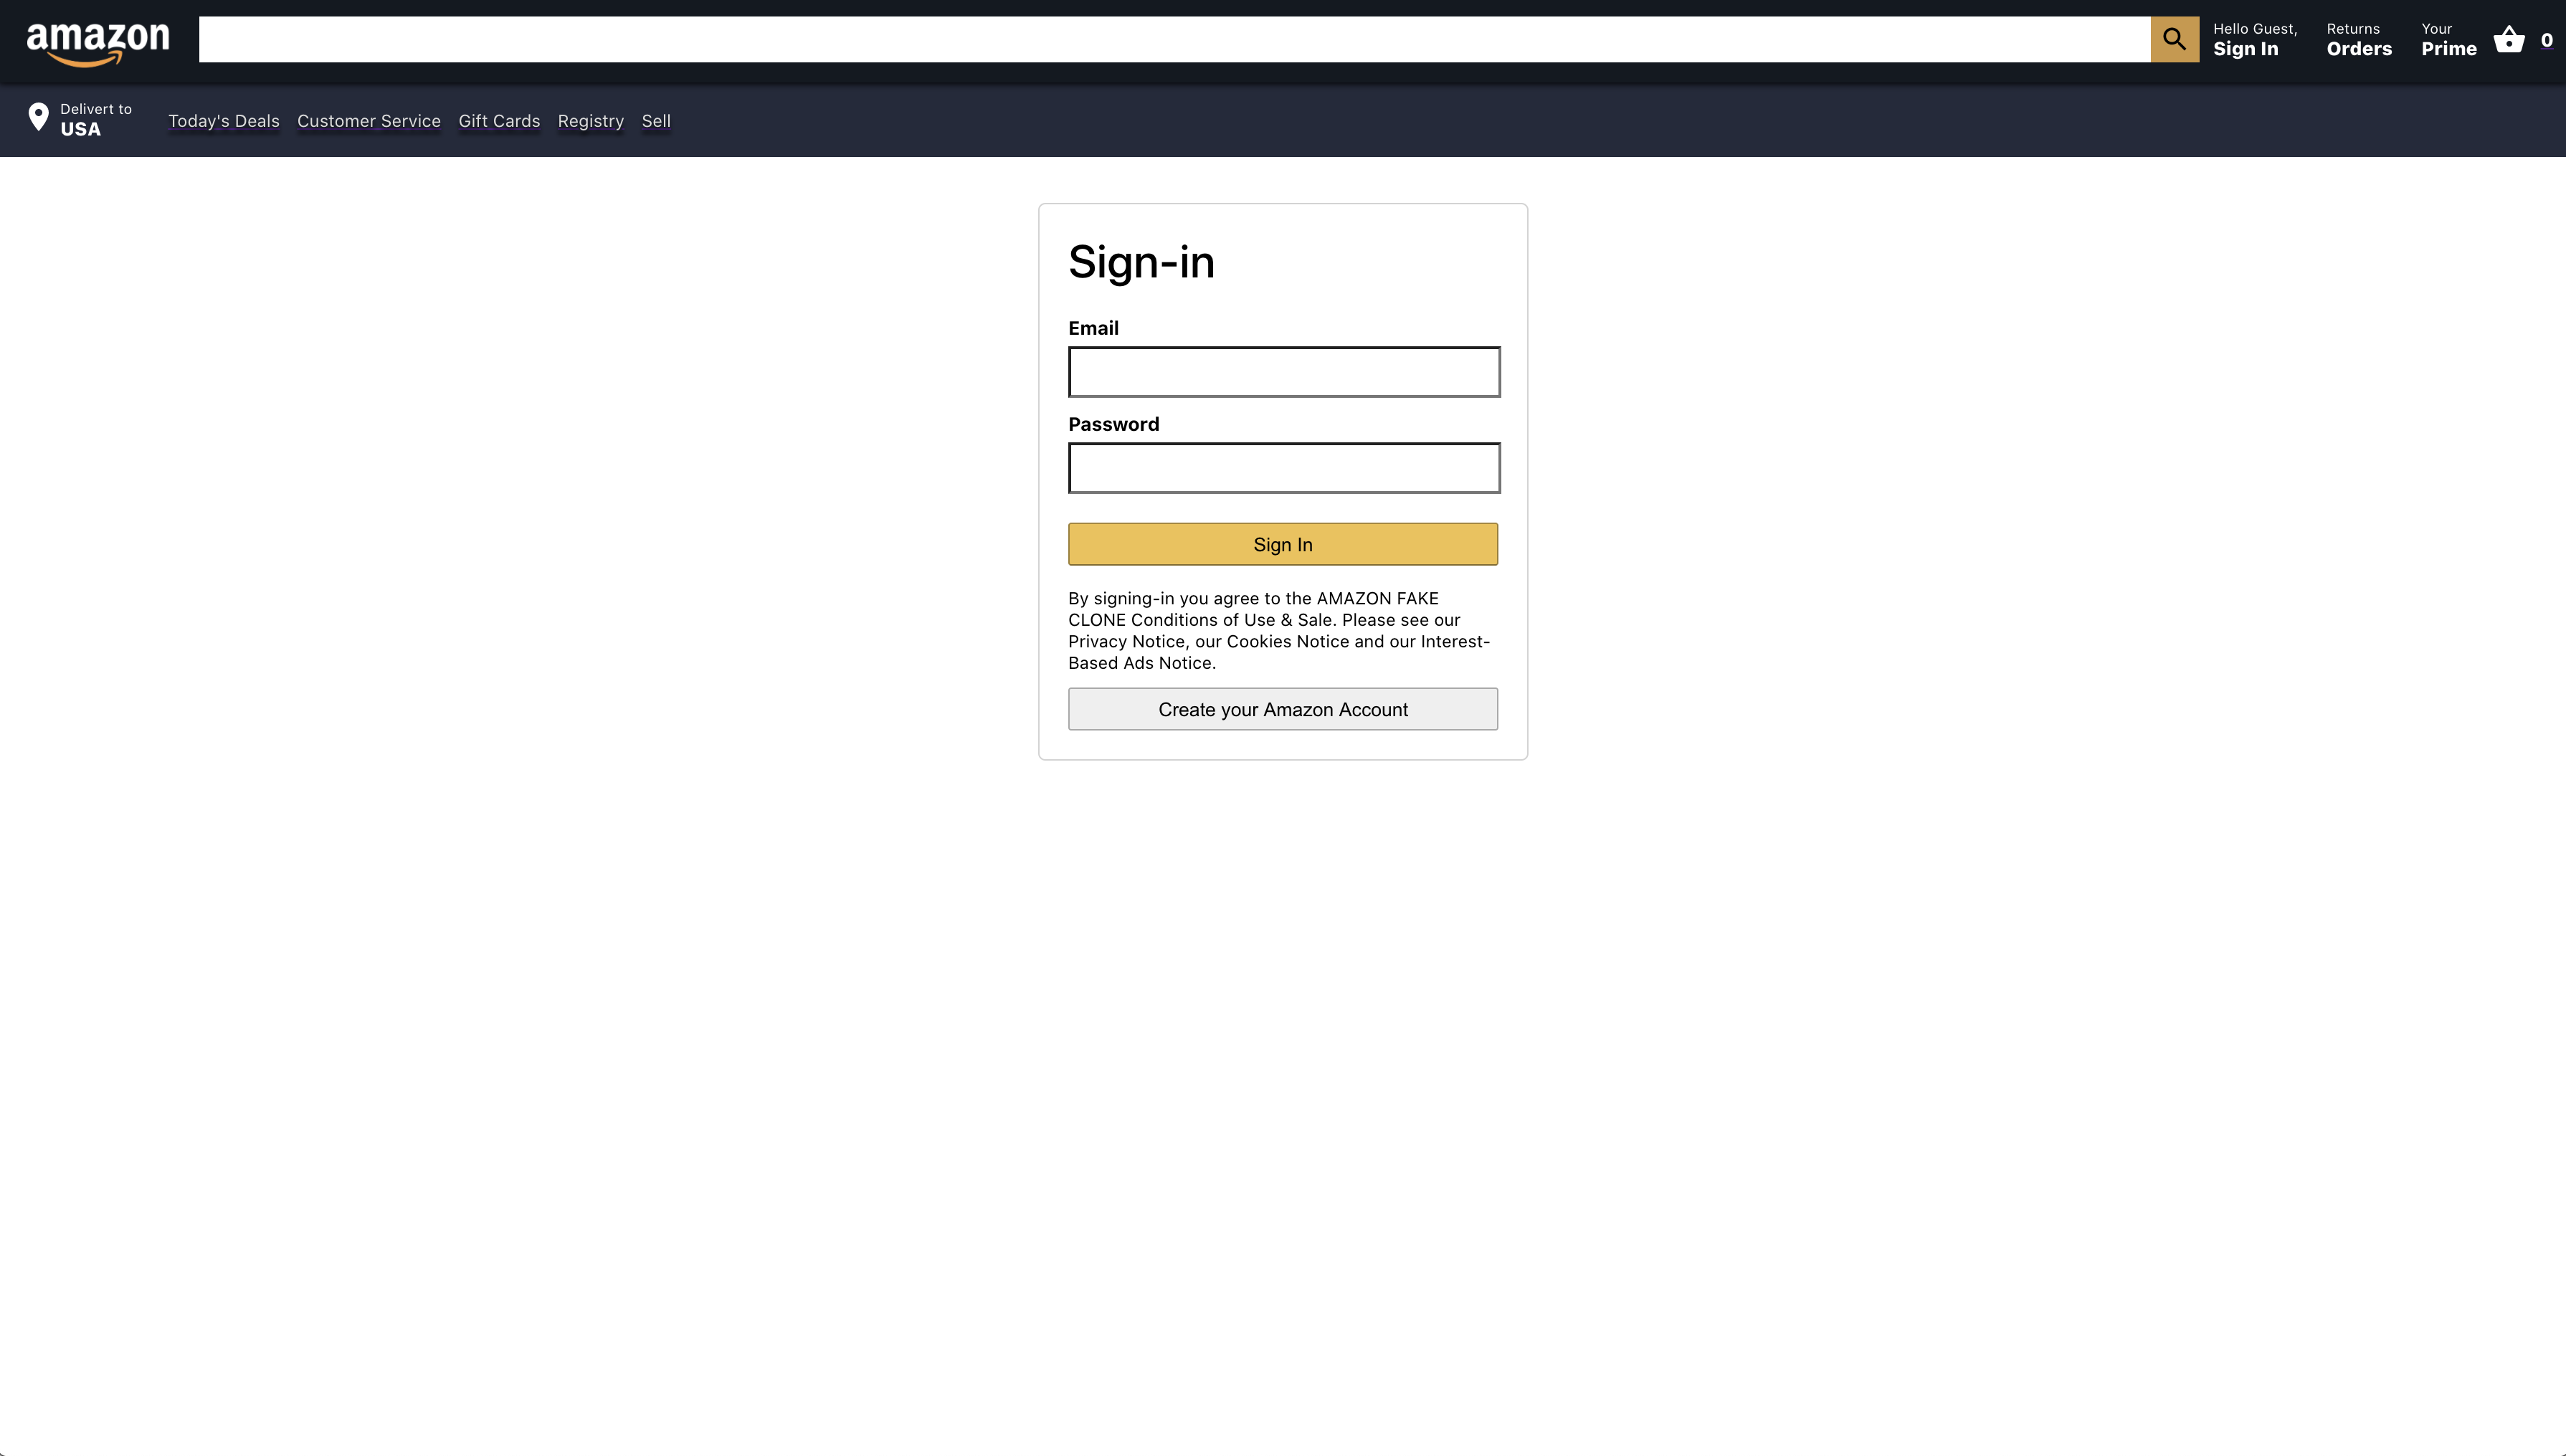 amazon
Hello Guest,
Sign In
Returns
Orders
Your
Prime
0
Delivert to
USA
Today's Deals
Customer Service
Gift Cards
Registry
Sell
Sign-in
Email
Password
Sign In
By signing-in you agree to the AMAZON FAKE
CLONE Conditions of Use & Sale. Please see our
Privacy Notice, our Cookies Notice and our Interest-
Based Ads Notice.
Create your Amazon Account